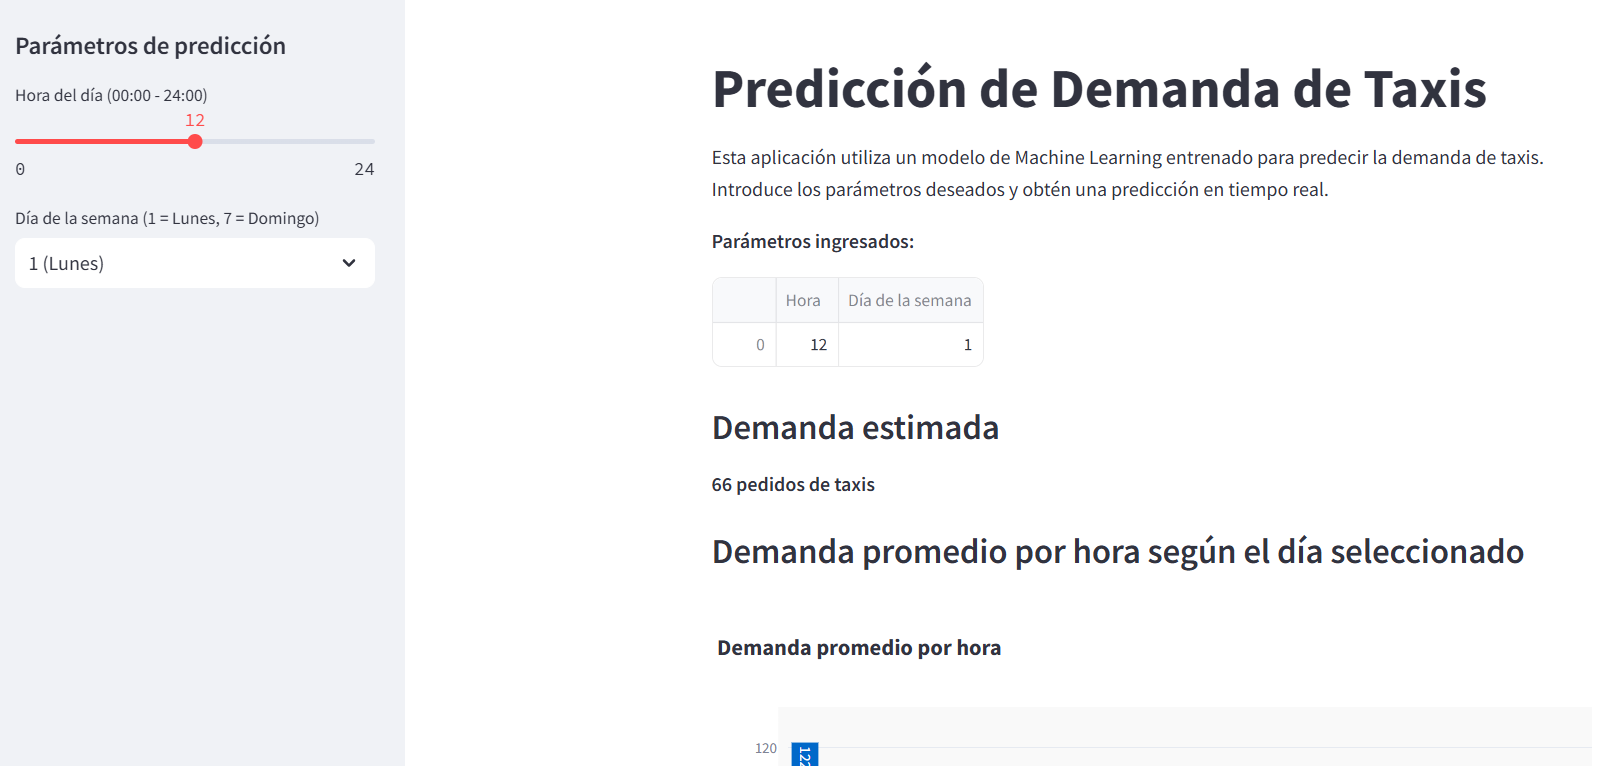 Parámetros de predicción
Hora del día (00:00 - 24:00)
12
0 24
Día de la semana (1 = Lunes, 7 = Domingo)
1 (Lunes)
Predicción de Demanda de Taxis
Esta aplicación utiliza un modelo de Machine Learning entrenado para predecir la demanda de taxis.
Introduce los parámetros deseados y obtén una predicción en tiempo real.
Parámetros ingresados:
Hora Día de la semana
0 12 1
Demanda estimada
66 pedidos de taxis
Demanda promedio por hora según el día seleccionado
Demanda promedio por hora
120